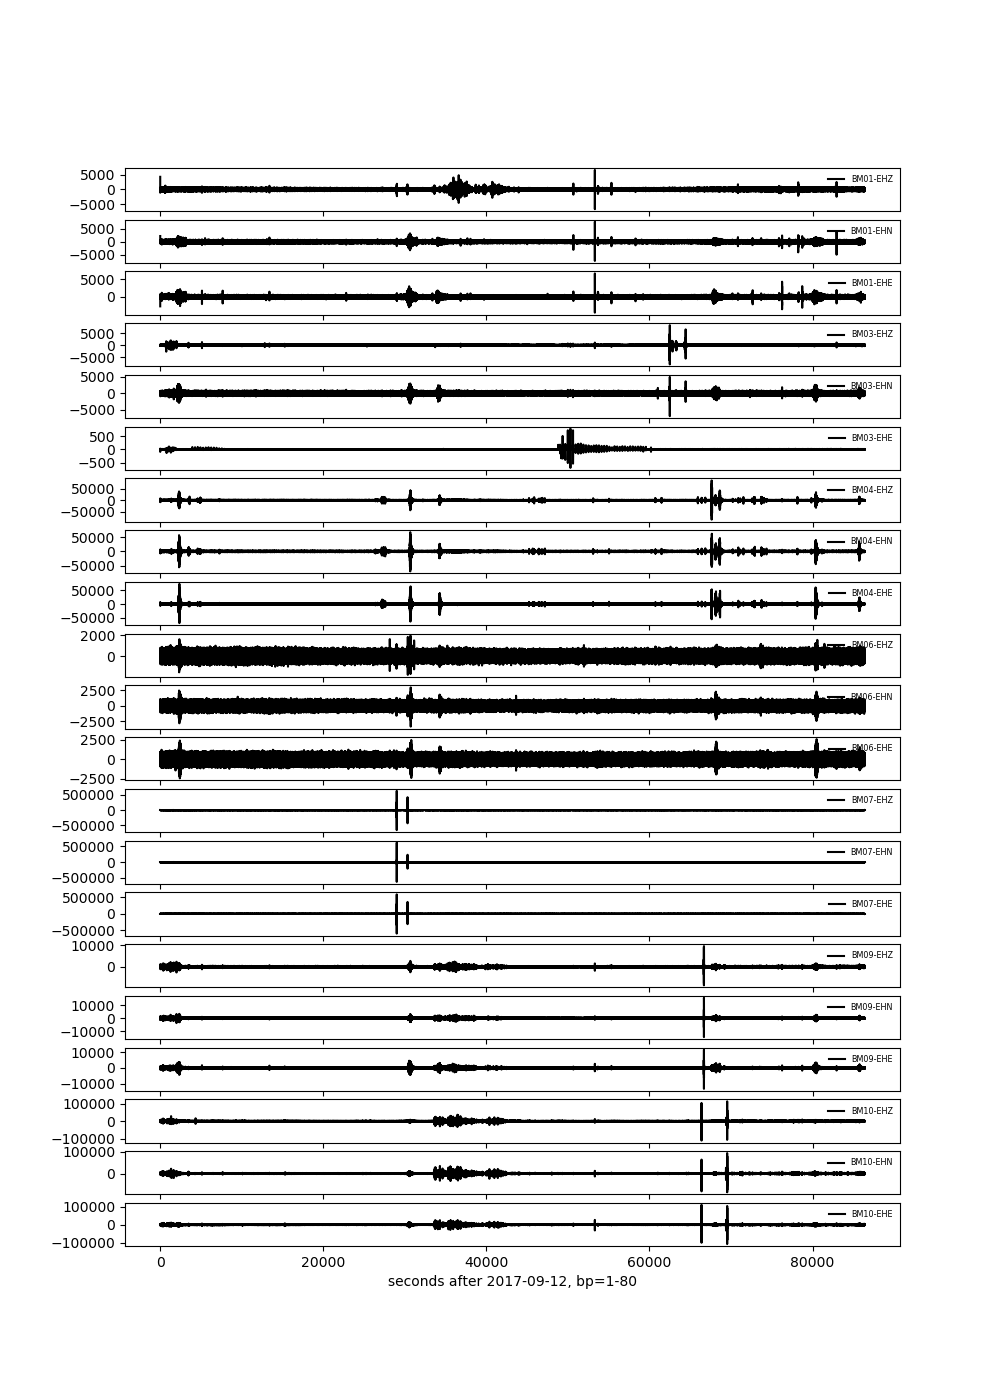 5000
0
−5000
BM01-EHZ
5000
0
−5000
BM01-EHN
5000
0
BM01-EHE
5000
0
−5000
BM03-EHZ
5000
0
−5000
BM03-EHN
500
0
−500
BM03-EHE
50000
0
−50000
BM04-EHZ
50000
0
−50000
BM04-EHN
50000
0
−50000
BM04-EHE
2000
0
BM06-EHZ
2500
0
−2500
BM06-EHN
2500
0
−2500
BM06-EHE
500000
0
−500000
BM07-EHZ
500000
0
−500000
BM07-EHN
500000
0
−500000
BM07-EHE
10000
0
BM09-EHZ
10000
0
−10000
BM09-EHN
10000
0
−10000
BM09-EHE
100000
0
−100000
BM10-EHZ
100000
0
BM10-EHN
100000
0
−100000
BM10-EHE
0 20000 40000 60000 80000
seconds after 2017-09-12, bp=1-80